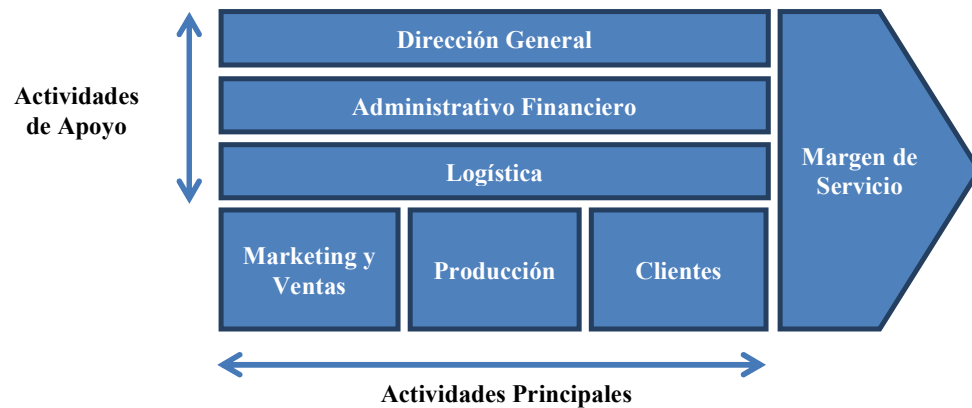 Dirección General
Actividades
de Apoyo
Administrativo Financiero
Logística
Margen de
Servicio
Marketing y
Ventas
Producción
Clientes
Actividades Principales